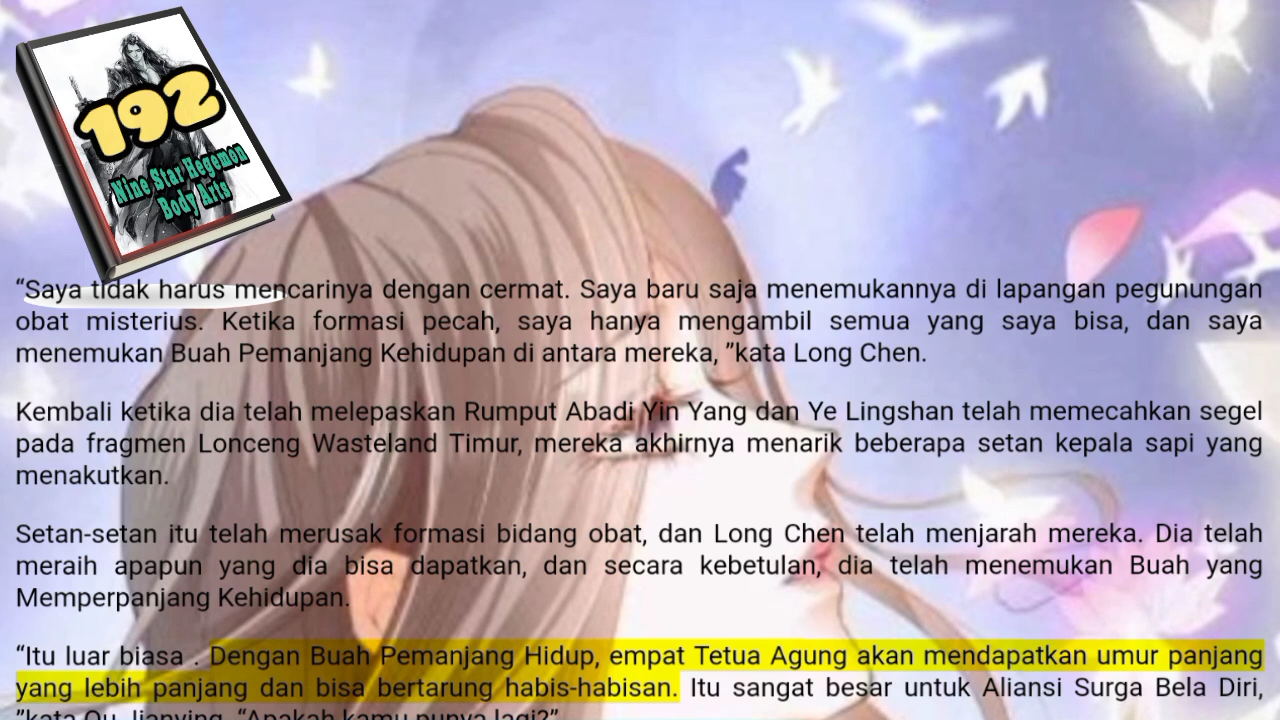 192
Nine Star Hegemon
Body Arts
“Saya tidak harus mencarinya dengan cermat. Saya baru saja menemukannya di lapangan pegunungan
obat misterius. Ketika formasi pecah, saya hanya mengambil semua yang saya bisa, dan saya
menemukan Buah Pemanjang Kehidupan di antara mereka, ”kata Long Chen.
Kembali ketika dia telah melepaskan Rumput Abadi Yin Yang dan Ye Lingshan telah memecahkan segel
pada fragmen Lonceng Wasteland Timur, mereka akhirnya menarik beberapa setan kepala sapi yang
menakutkan.
Setan-setan itu telah merusak formasi bidang obat, dan Long Chen telah menjarah mereka. Dia telah
meraih apapun yang dia bisa dapatkan, dan secara kebetulan, dia telah menemukan Buah yang
Memperpanjang Kehidupan.
“Itu luar biasa . Dengan Buah Pemanjang Hidup, empat Tetua Agung akan mendapatkan umur panjang
yang lebih panjang dan bisa bertarung habis-habisan. Itu sangat besar untuk Aliansi Surga Bela Diri,
”kata Qu Jianying. “Apakah kamu punya lagi?”